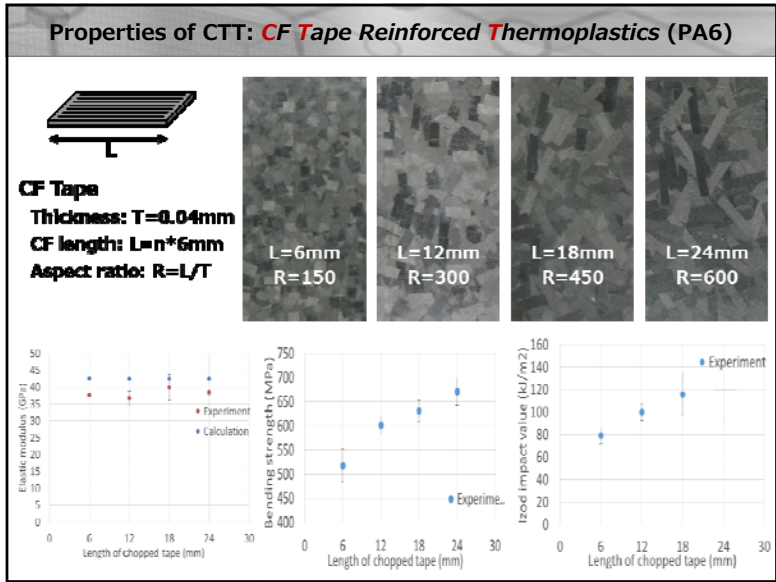 Properties of CTT: CF Tape Reinforced Thermoplastics (PA6)
L
CF Tape
Thickness: T=0.04mm
CF length: L=n*6mm
Aspect ratio: R=L/T
L=6mm
R=150
L=12mm
R=300
L=18mm
R=450
L=24mm
R=600
Elastic modulus (GPa)
50
45
40
35
30
25
20
15
10
5
0
0 6 12 18 24 30
Length of chopped tape (mm)
Experiment
Calculation
Bending strength (MPa)
750
700
650
600
550
500
450
400
0 6 12 18 24 30
Length of chopped tape (mm)
Experime..
Izod impact value (kJ/m2)
160
140
120
100
80
60
40
20
0
0 6 12 18 24 30
Length of chopped tape (mm)
Experiment